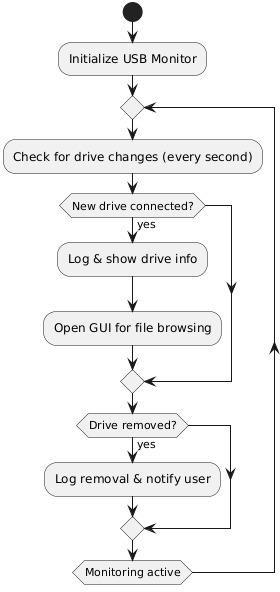 Initialize USB Monitor
Check for drive changes (every second)
New drive connected?
yes
Log & show drive info
Open GUI for file browsing
Drive removed?
yes
Log removal & notify user
Monitoring active